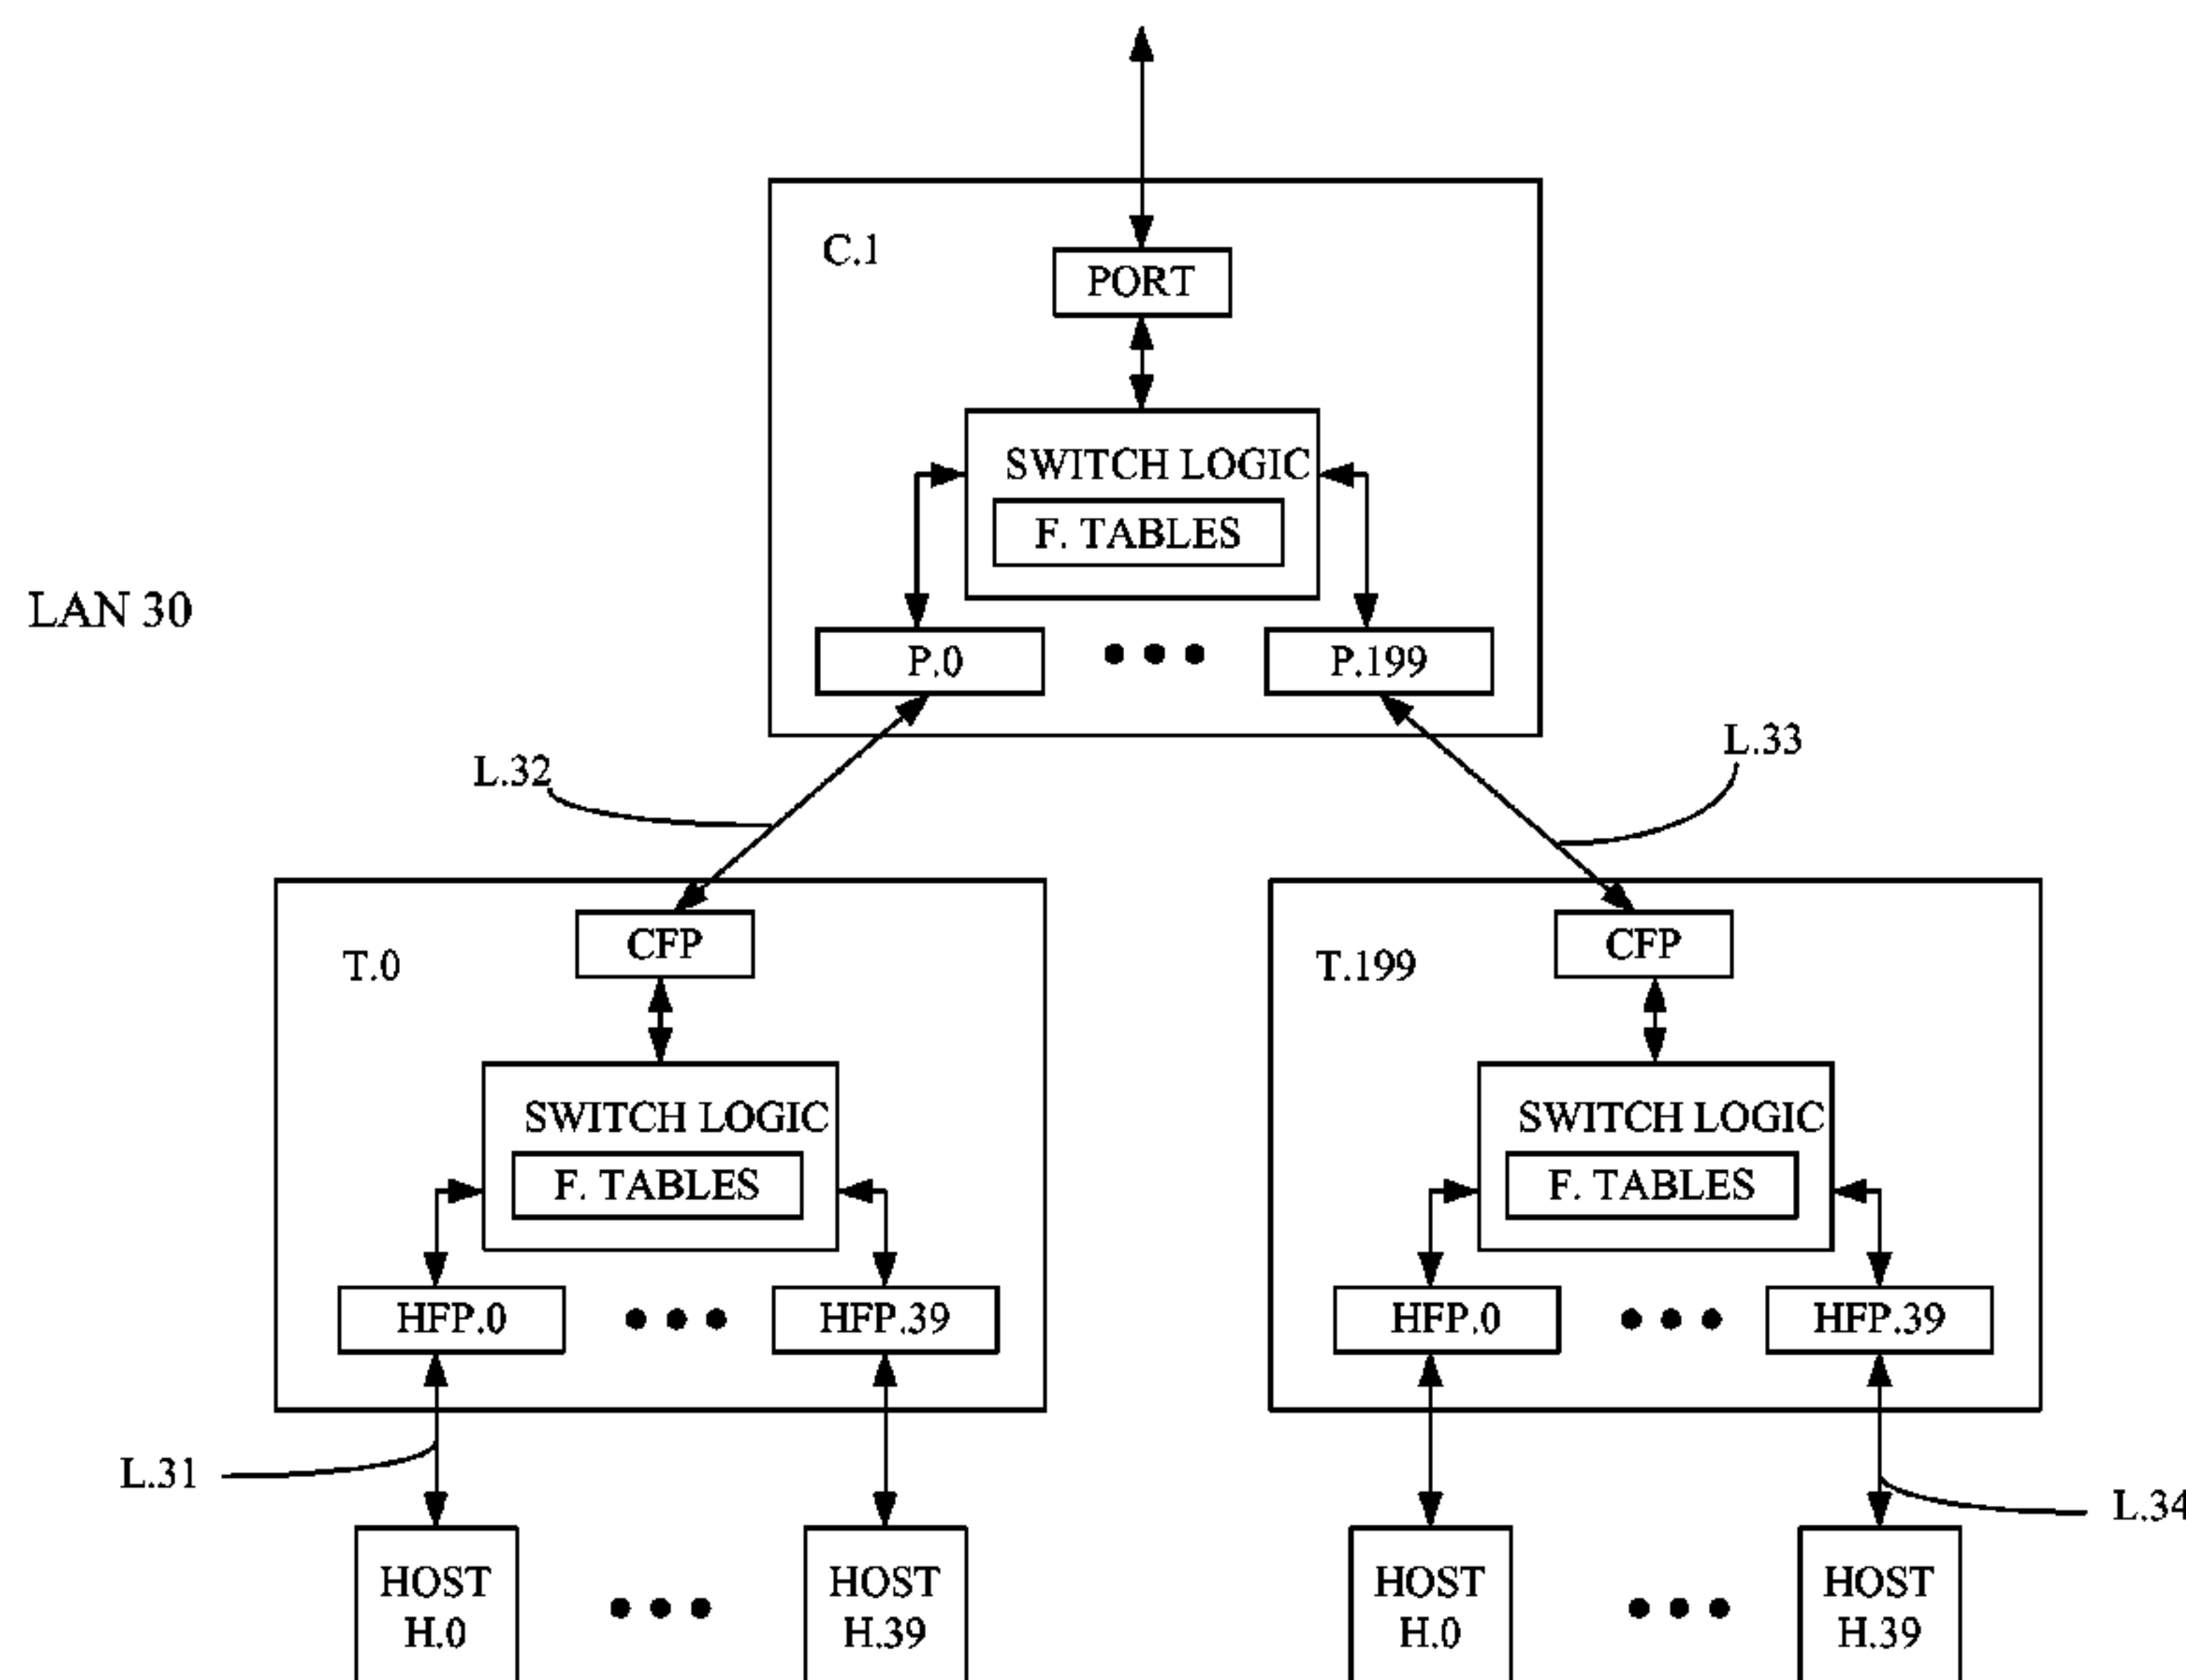 C.1
PORT
SWITCH LOGIC
F. TABLES
LAN 30
P.0
P.199
L.32
L.33
T.0
CFP
SWITCH LOGIC
F. TABLES
HFP.0
HFP.39
T.199
CFP
SWITCH LOGIC
F. TABLES
HFP.0
HFP.39
L.31
L.34
HOST
H.0
HOST
H.39
HOST
H.0
HOST
H.39